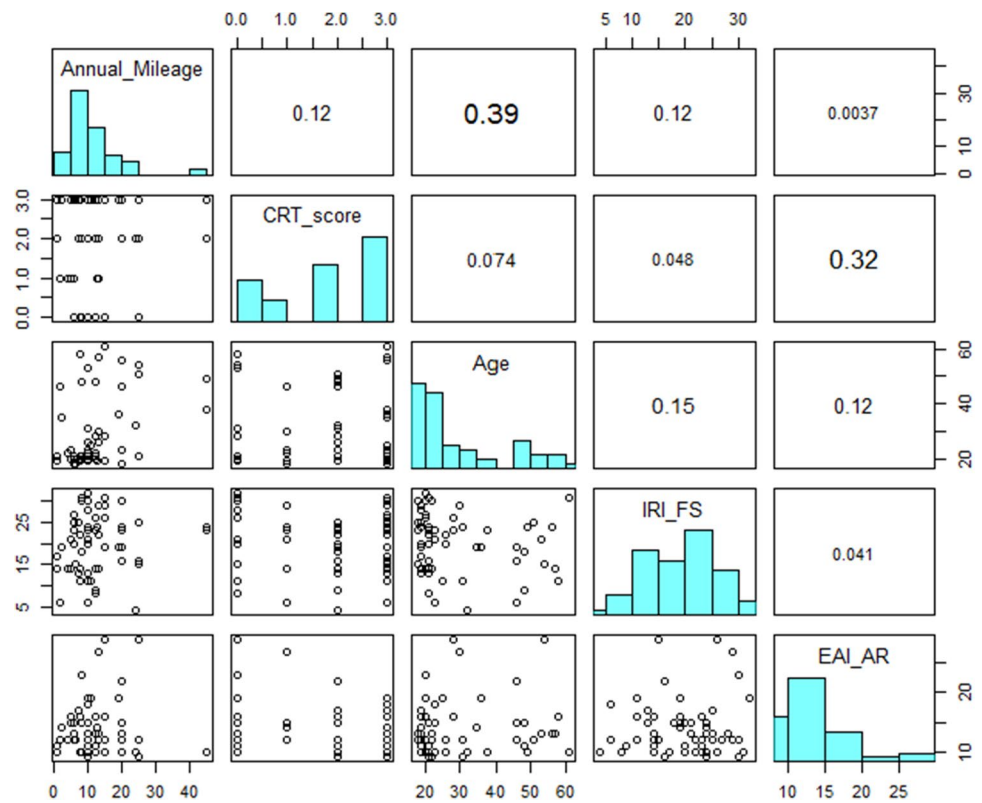 0.0 1.0 2.0 3.0 5 10 20 30
Annual_Mileage 0.12 0.39 0.12 0.0037 0 10 30
0.0 1.0 2.0 3.0 CRT_score 0.074 0.048 0.32
Age 0.15 0.12 20 40 60
5 15 25 IRI_FS 0.041
EAI_AR 10 20
0 10 20 30 40 20 30 40 50 60 10 15 20 25